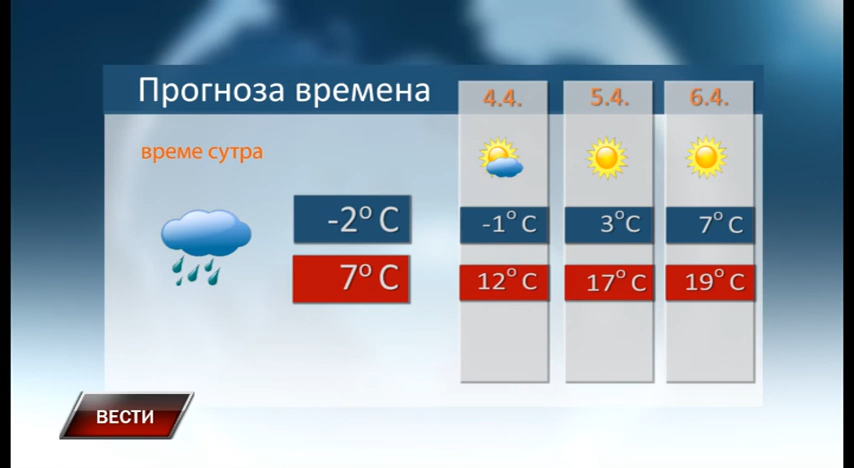 Прогноза времена
време сутра
-2° C
7° C
4.4.
-1° C
12° C
5.4.
3°C
17° C
6.4.
7° C
19° C
ВЕСТИ